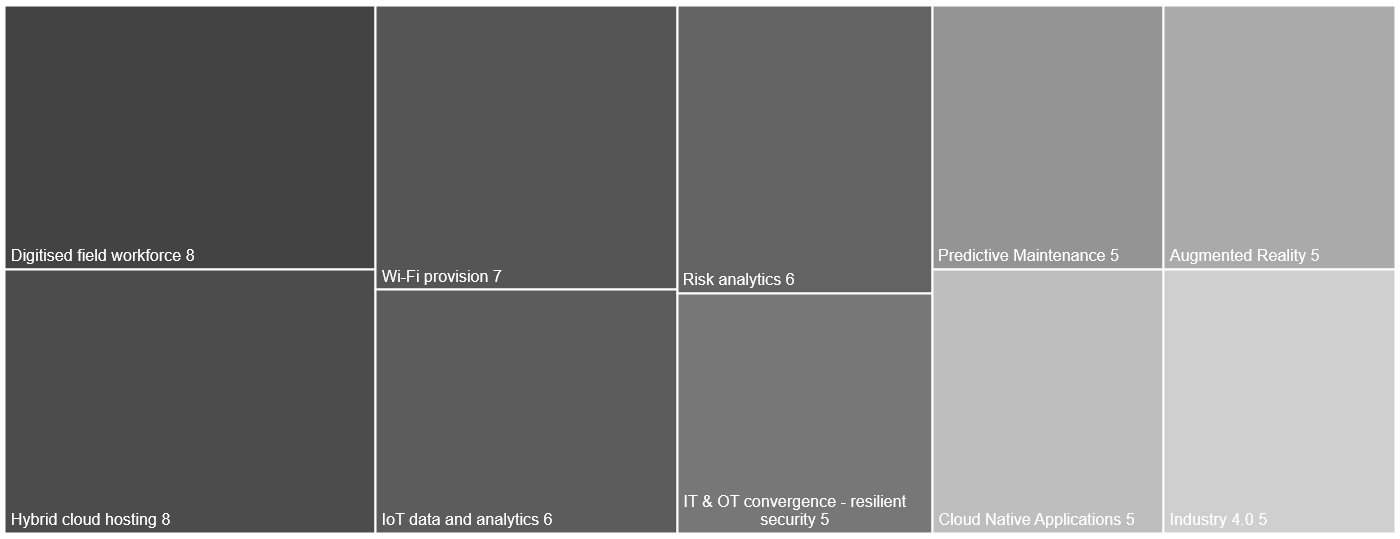 Digitised field workforce 8
Hybrid cloud hosting 8
Wi-Fi provision 7
IoT data and analytics 6
Risk analytics 6
IT & OT convergence - resilient
security 5
Predictive Maintenance 5
Augmented Reality 5
Cloud Native Applications 5
Industry 4.0 5